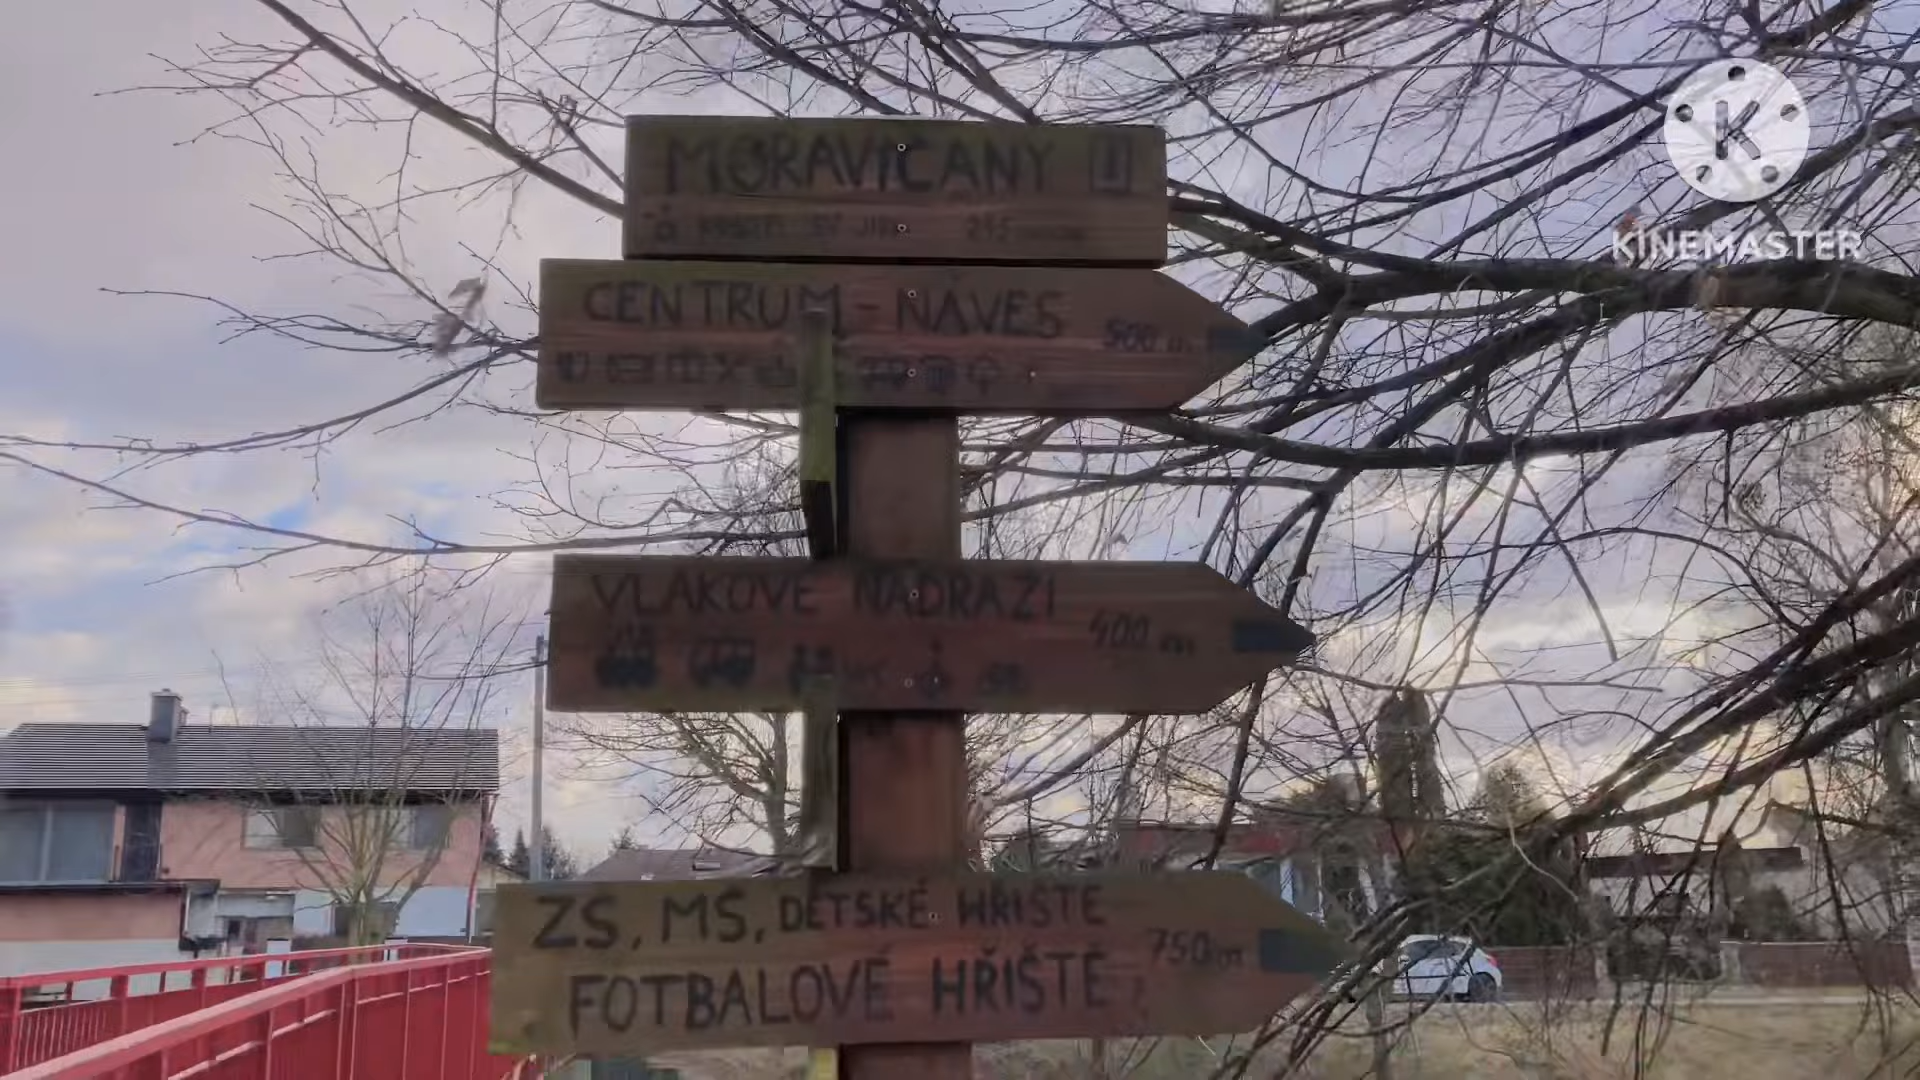 MORAVIČANY
KINEMASTER
CENTRUM - NÁVES 500 m
VLAKOVÉ NÁDRAŽÍ 400 m
ZŠ, MŠ, DĚTSKÉ HŘIŠTĚ
FOTBALOVÉ HŘIŠTĚ 750 m